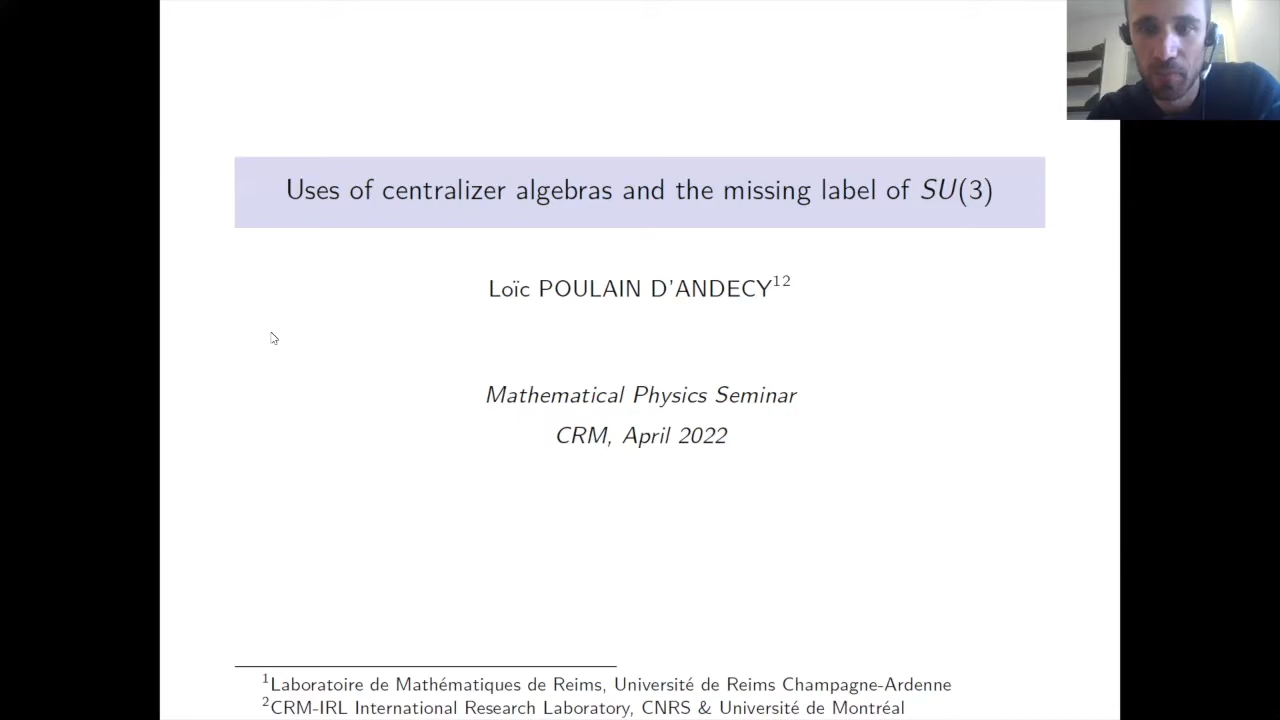 Uses of centralizer algebras and the missing label of SU(3)
Loïc POULAIN D'ANDECY¹²
Mathematical Physics Seminar
CRM, April 2022
¹Laboratoire de Mathématiques de Reims, Université de Reims Champagne-Ardenne
²CRM-IRL International Research Laboratory, CNRS & Université de Montréal